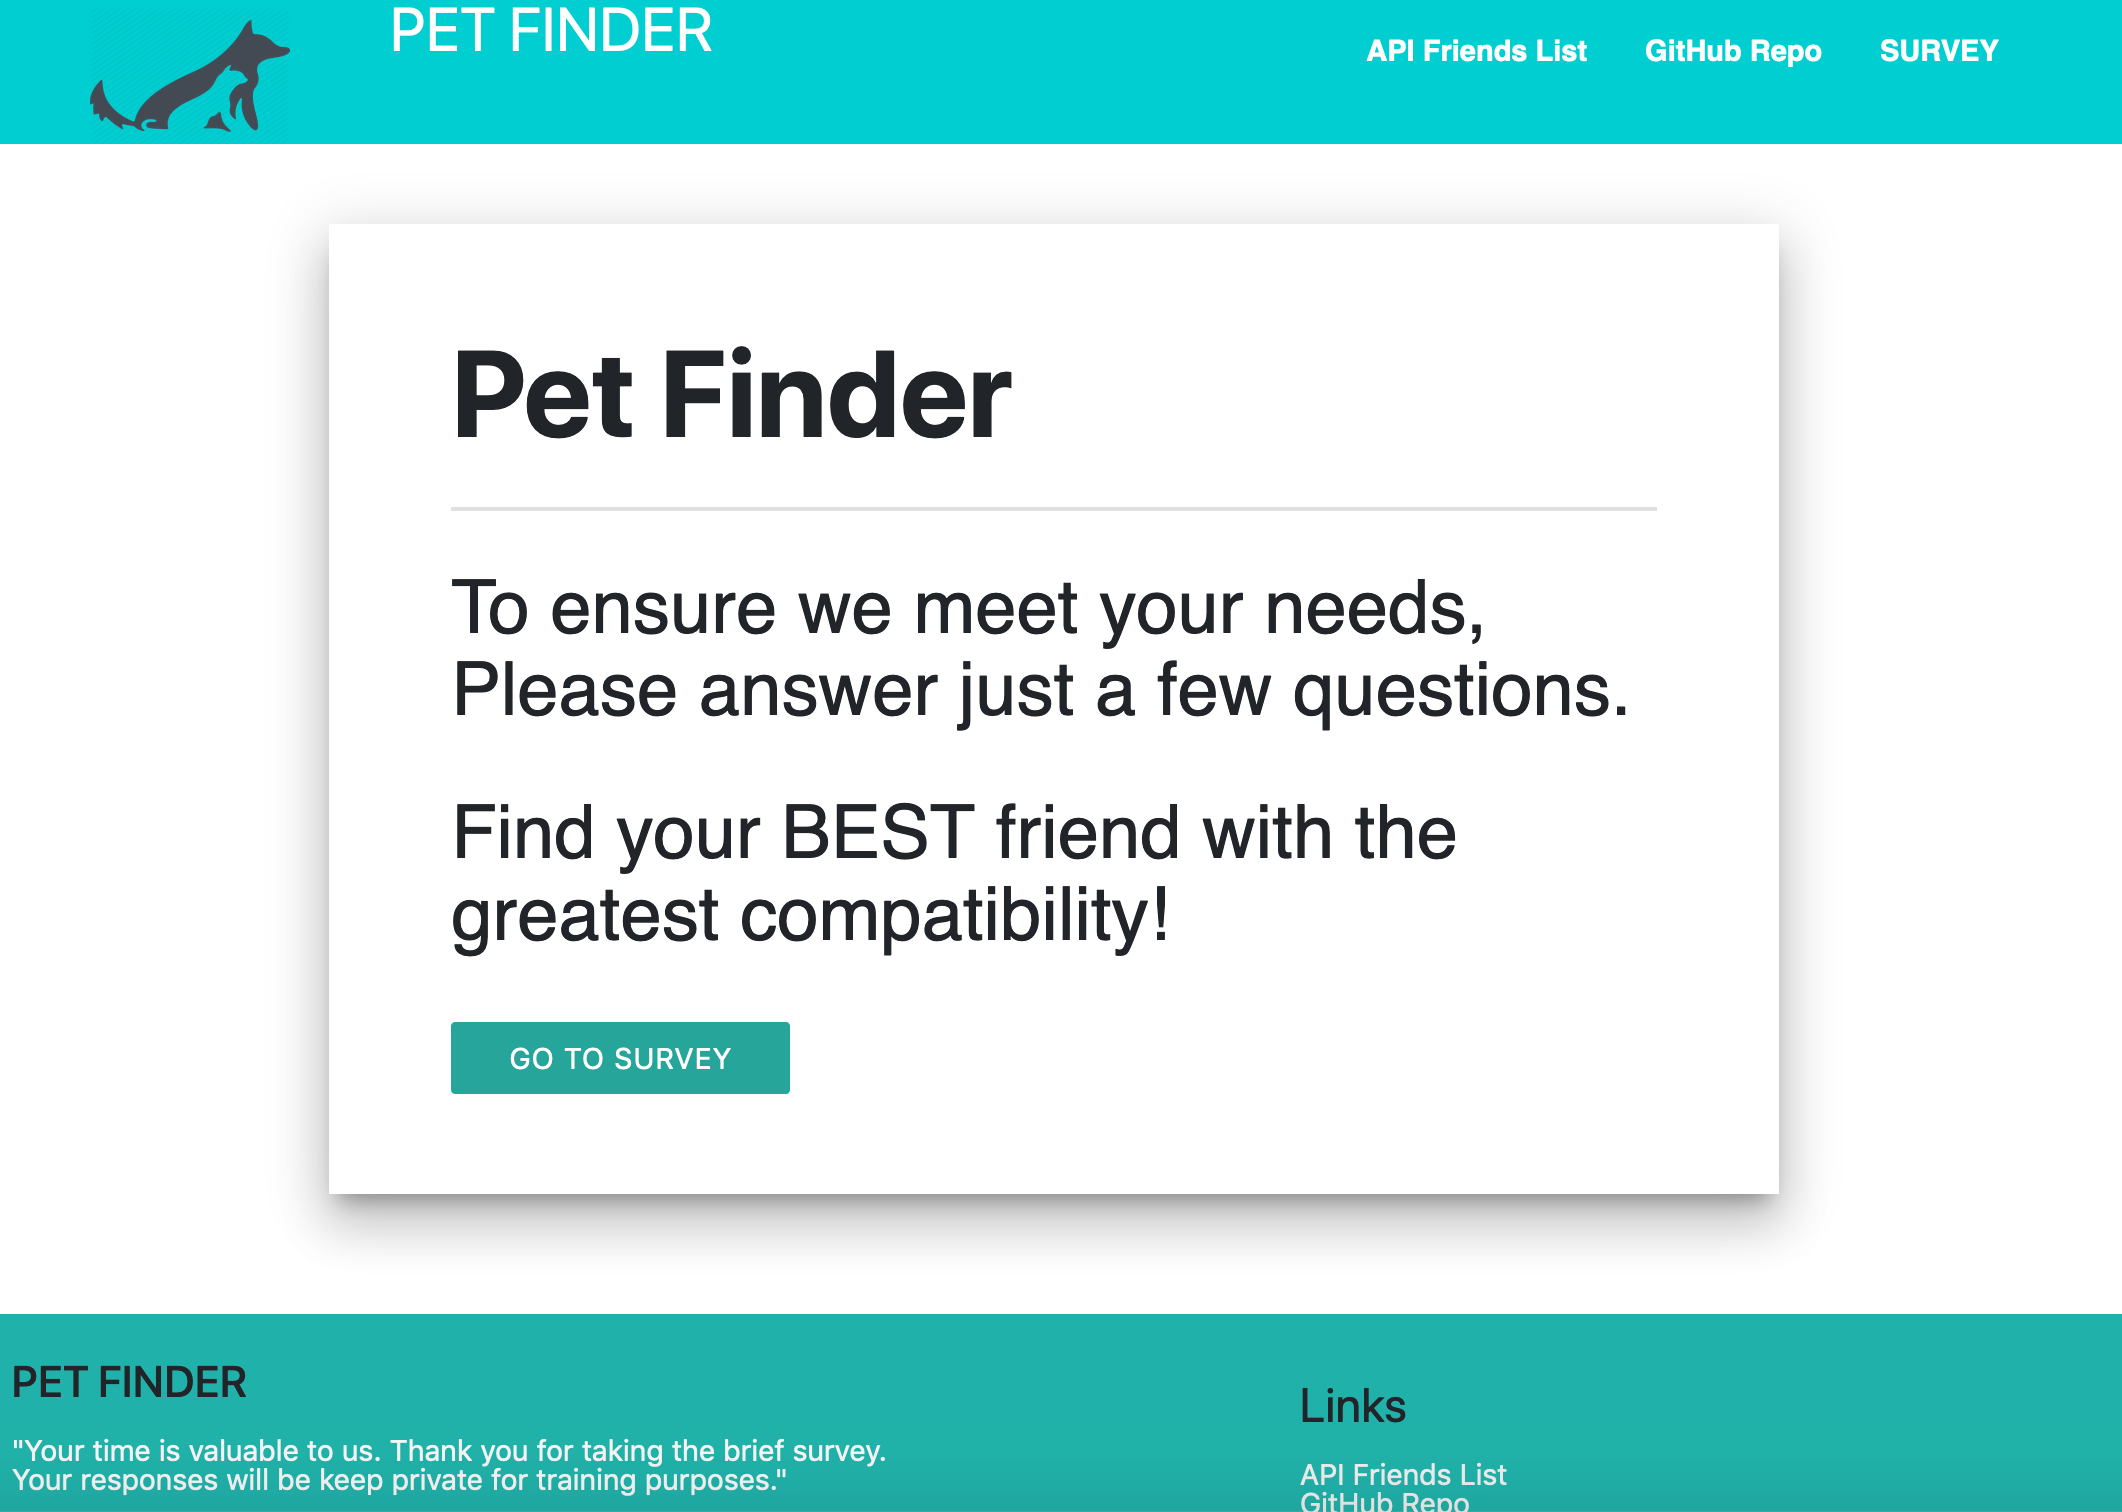 PET FINDER
API Friends List
GitHub Repo
SURVEY
Pet Finder
To ensure we meet your needs,
Please answer just a few questions.
Find your BEST friend with the
greatest compatibility!
GO TO SURVEY
PET FINDER
"Your time is valuable to us. Thank you for taking the brief survey.
Your responses will be keep private for training purposes."
Links
API Friends List
GitHub Repo